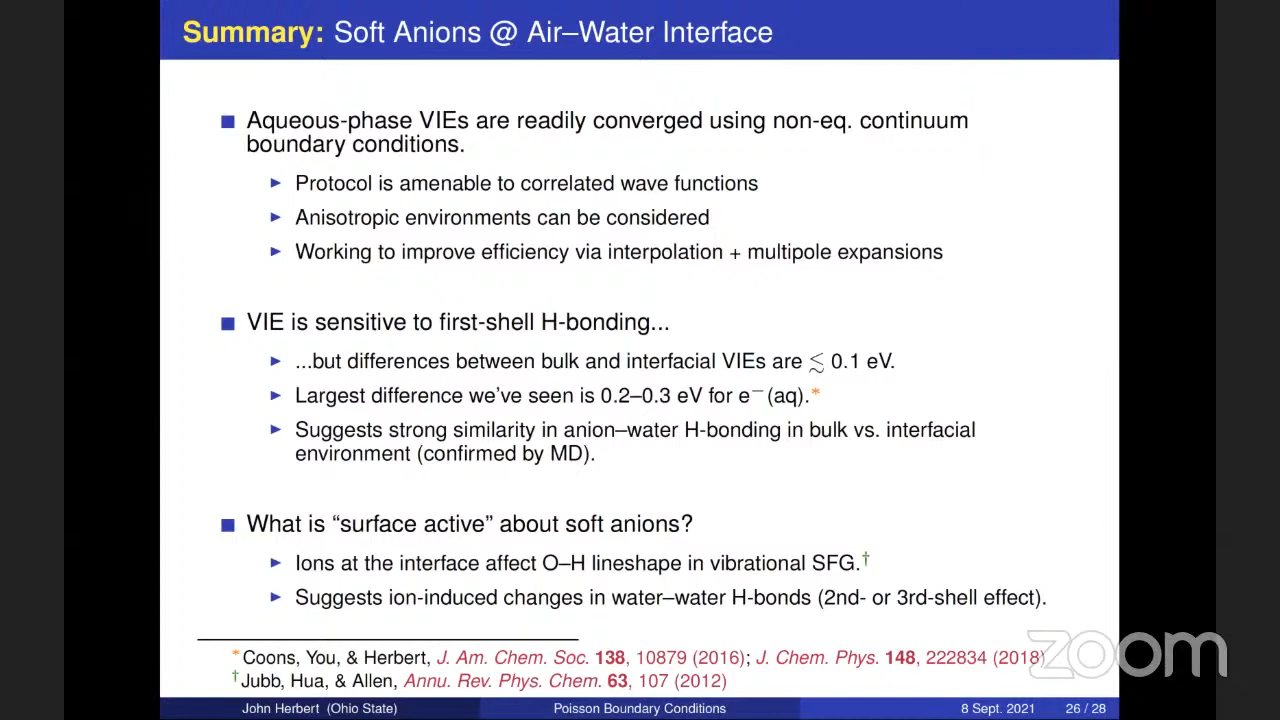 Summary: Soft Anions @ Air–Water Interface
Aqueous-phase VIEs are readily converged using non-eq. continuum
boundary conditions.
Protocol is amenable to correlated wave functions
Anisotropic environments can be considered
Working to improve efficiency via interpolation + multipole expansions
VIE is sensitive to first-shell H-bonding...
...but differences between bulk and interfacial VIEs are ≲ 0.1 eV.
Largest difference we've seen is 0.2–0.3 eV for e⁻(aq).*
Suggests strong similarity in anion–water H-bonding in bulk vs. interfacial
environment (confirmed by MD).
What is “surface active” about soft anions?
Ions at the interface affect O–H lineshape in vibrational SFG.†
Suggests ion-induced changes in water–water H-bonds (2nd- or 3rd-shell effect).
*Coons, You, & Herbert, J. Am. Chem. Soc. 138, 10879 (2016); J. Chem. Phys. 148, 222834 (2018)
†Jubb, Hua, & Allen, Annu. Rev. Phys. Chem. 63, 107 (2012)
zoom
John Herbert (Ohio State) Poisson Boundary Conditions 8 Sept. 2021 26 / 28